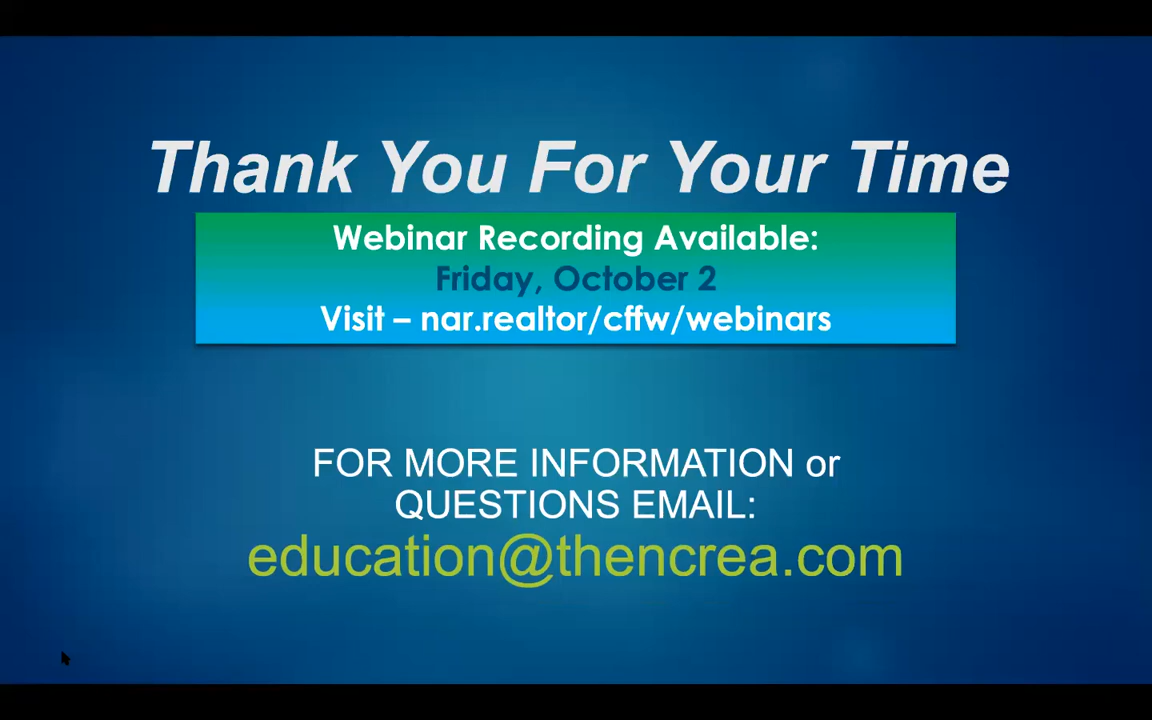 Thank You For Your Time
Webinar Recording Available:
Friday, October 2
Visit – nar.realtor/cffw/webinars
FOR MORE INFORMATION or
QUESTIONS EMAIL:
education@thencrea.com